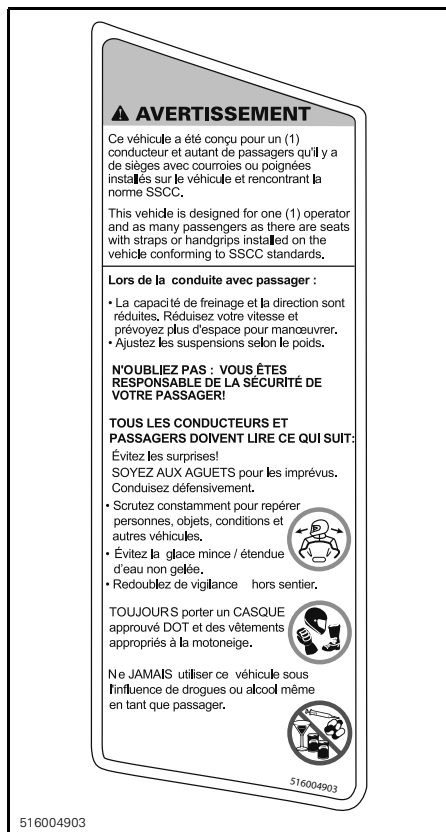 AVERTISSEMENT
Ce véhicule a été conçu pour un (1)
conducteur et autant de passagers qu'il y a
de sièges avec courroies ou poignées
installés sur le véhicule et rencontrant la
norme SSCC.
This vehicle is designed for one (1) operator
and as many passengers as there are seats
with straps or handgrips installed on the
vehicle conforming to SSCC standards.
Lors de la conduite avec passager :
• La capacité de freinage et la direction sont
réduites. Réduisez votre vitesse et
prévoyez plus d'espace pour manœuvrer.
• Ajustez les suspensions selon le poids.
N'OUBLIEZ PAS : VOUS ÊTES
RESPONSABLE DE LA SÉCURITÉ DE
VOTRE PASSAGER!
TOUS LES CONDUCTEURS ET
PASSAGERS DOIVENT LIRE CE QUI SUIT:
Évitez les surprises!
SOYEZ AUX AGUETS pour les imprévus.
Conduisez défensivement.
• Scrutez constamment pour repérer
personnes, objets, conditions et
autres véhicules.
• Évitez la glace mince / étendue
d'eau non gelée.
• Redoublez de vigilance hors sentier.
TOUJOURS porter un CASQUE
approuvé DOT et des vêtements
appropriés à la motoneige.
Ne JAMAIS utiliser ce véhicule sous
l'influence de drogues ou alcool même
en tant que passager.
516004903
516004903